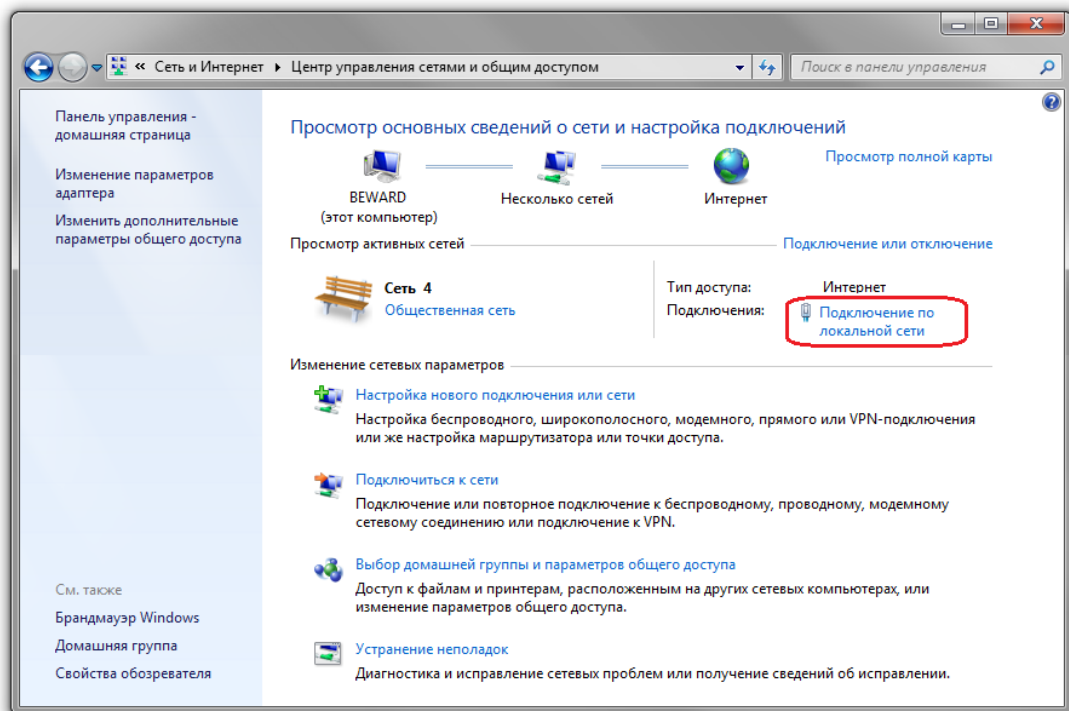 « Сеть и Интернет Центр управления сетями и общим доступом Поиск в панели управления
Панель управления -
домашняя страница
Изменение параметров
адаптера
Изменить дополнительные
параметры общего доступа
См. также
Брандмауэр Windows
Домашняя группа
Свойства обозревателя
Просмотр основных сведений о сети и настройка подключений
Просмотр полной карты
BEWARD
(этот компьютер)
Несколько сетей
Интернет
Просмотр активных сетей
Подключение или отключение
Сеть 4
Общественная сеть
Тип доступа: Интернет
Подключения: Подключение по
локальной сети
Изменение сетевых параметров
Настройка нового подключения или сети
Настройка беспроводного, широкополосного, модемного, прямого или VPN-подключения
или же настройка маршрутизатора или точки доступа.
Подключиться к сети
Подключение или повторное подключение к беспроводному, проводному, модемному
сетевому соединению или подключение к VPN.
Выбор домашней группы и параметров общего доступа
Доступ к файлам и принтерам, расположенным на других сетевых компьютерах, или
изменение параметров общего доступа.
Устранение неполадок
Диагностика и исправление сетевых проблем или получение сведений об исправлении.